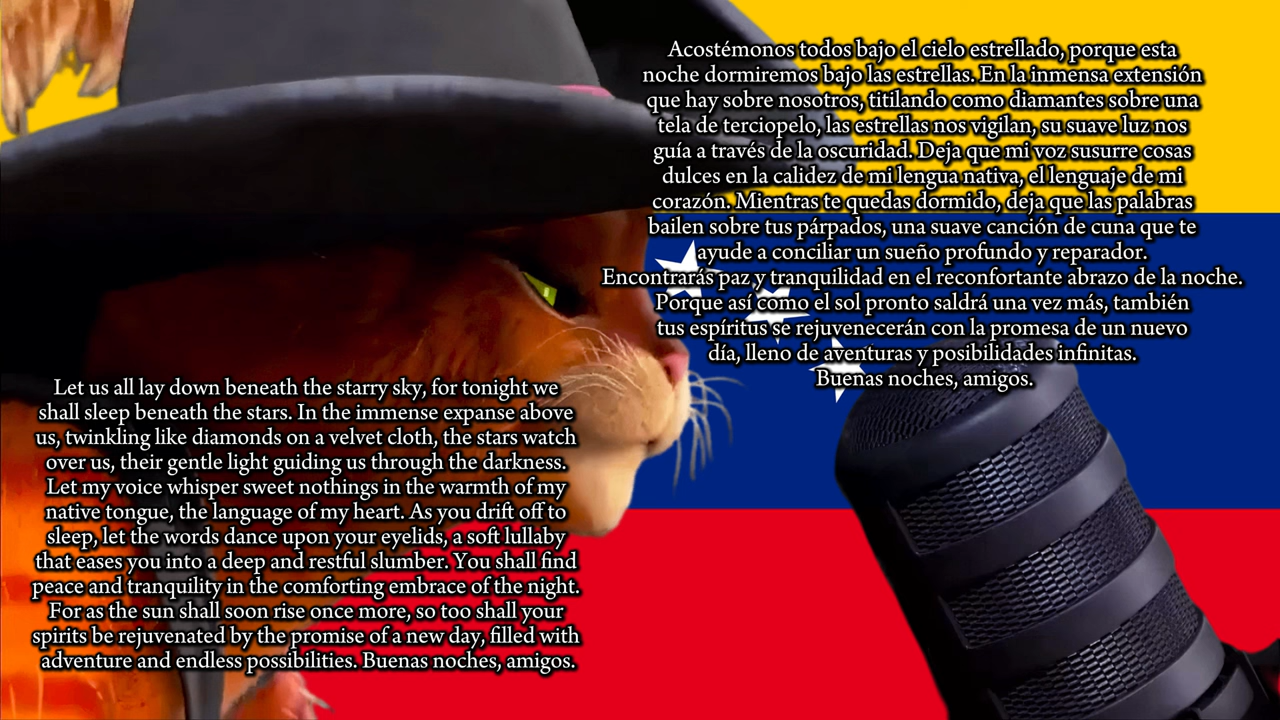 Acostémonos todos bajo el cielo estrellado, porque esta
noche dormiremos bajo las estrellas. En la inmensa extensión
que hay sobre nosotros, titilando como diamantes sobre una
tela de terciopelo, las estrellas nos vigilan, su suave luz nos
guía a través de la oscuridad. Deja que mi voz susurre cosas
dulces en la calidez de mi lengua nativa, el lenguaje de mi
corazón. Mientras te quedas dormido, deja que las palabras
bailen sobre tus párpados, una suave canción de cuna que te
ayude a conciliar un sueño profundo y reparador.
Encontrarás paz y tranquilidad en el reconfortante abrazo de la noche.
Porque así como el sol pronto saldrá una vez más, también
tus espíritus se rejuvenecerán con la promesa de un nuevo
día, lleno de aventuras y posibilidades infinitas.
Buenas noches, amigos.
Let us all lay down beneath the starry sky, for tonight we
shall sleep beneath the stars. In the immense expanse above
us, twinkling like diamonds on a velvet cloth, the stars watch
over us, their gentle light guiding us through the darkness.
Let my voice whisper sweet nothings in the warmth of my
native tongue, the language of my heart. As you drift off to
sleep, let the words dance upon your eyelids, a soft lullaby
that eases you into a deep and restful slumber. You shall find
peace and tranquility in the comforting embrace of the night.
For as the sun shall soon rise once more, so too shall your
spirits be rejuvenated by the promise of a new day, filled with
adventure and endless possibilities. Buenas noches, amigos.